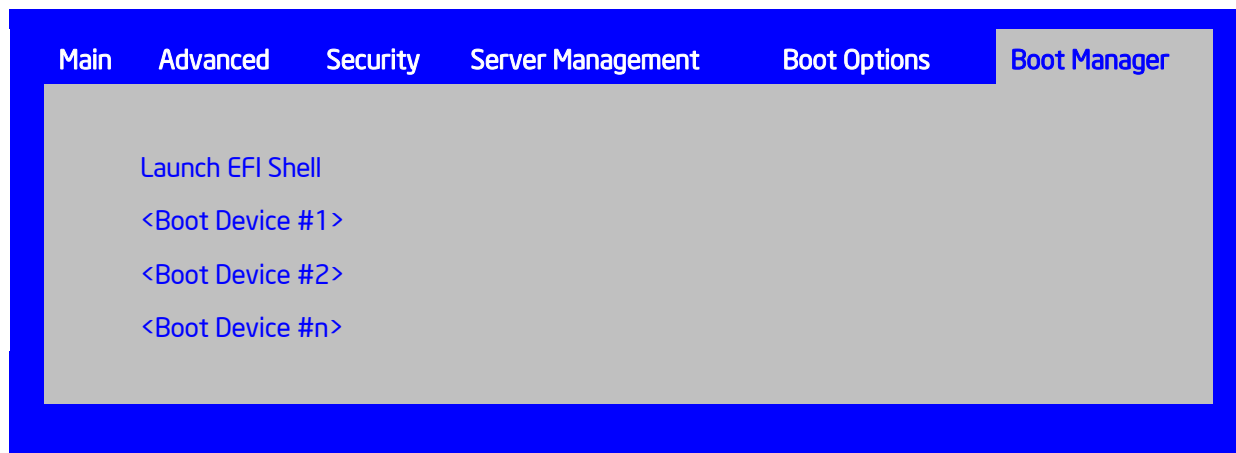 Main Advanced Security Server Management Boot Options Boot Manager
Launch EFI Shell
<Boot Device #1>
<Boot Device #2>
<Boot Device #n>